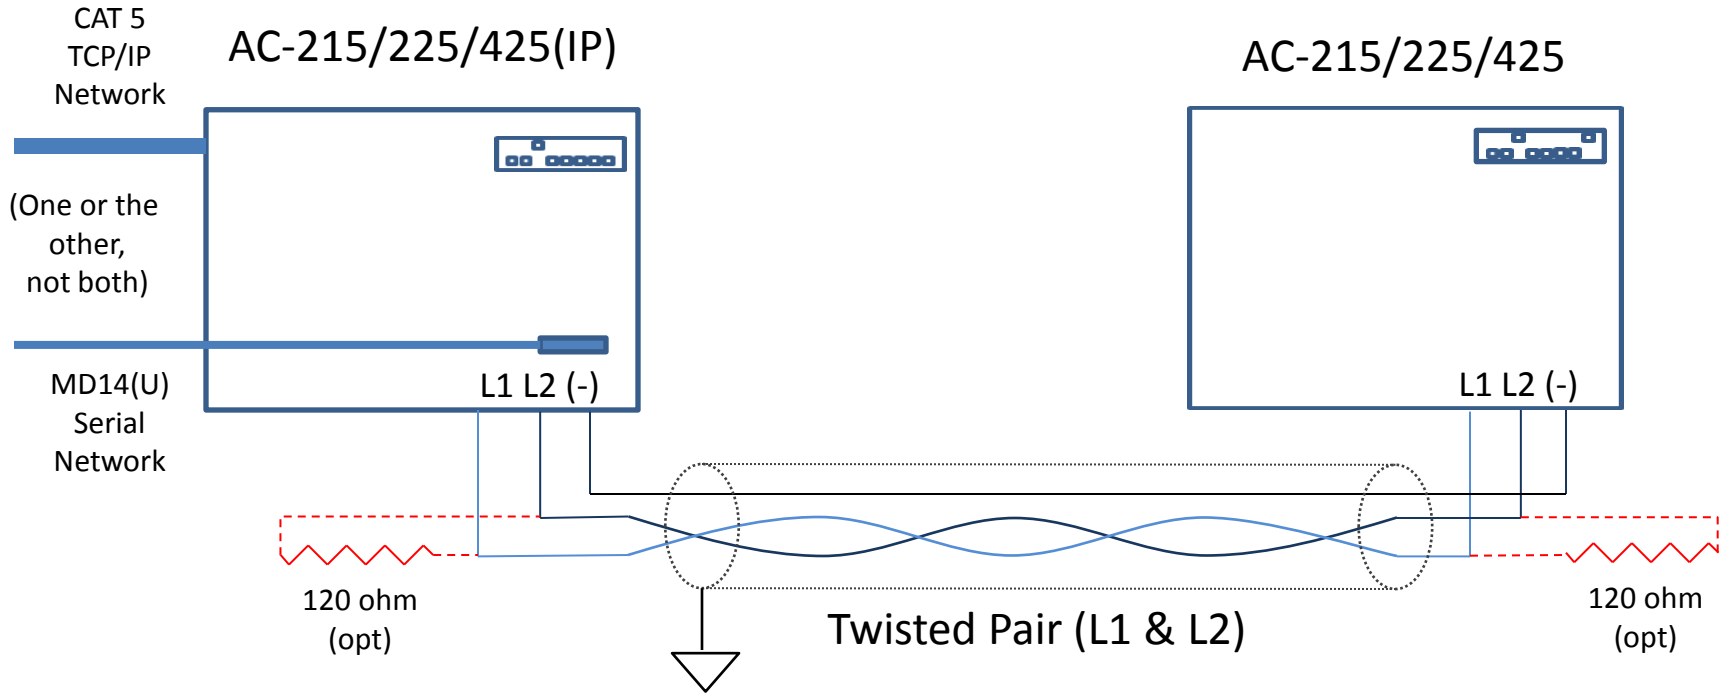 CAT 5
TCP/IP
Network
AC-215/225/425(IP)
AC-215/225/425
(One or the
other,
not both)
MD14(U)
Serial
Network
L1 L2 (-)
L1 L2 (-)
120 ohm
(opt)
Twisted Pair (L1 & L2)
120 ohm
(opt)